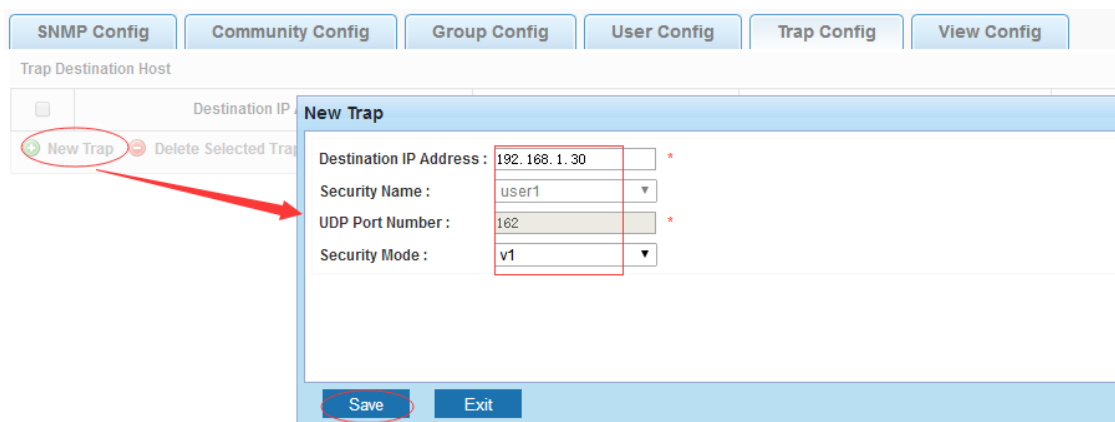 SNMP Config Community Config Group Config User Config Trap Config View Config
Trap Destination Host
Destination IP
New Trap Delete Selected Trap
New Trap
Destination IP Address : 192.168.1.30 *
Security Name : user1
UDP Port Number : 162 *
Security Mode : v1
Save Exit